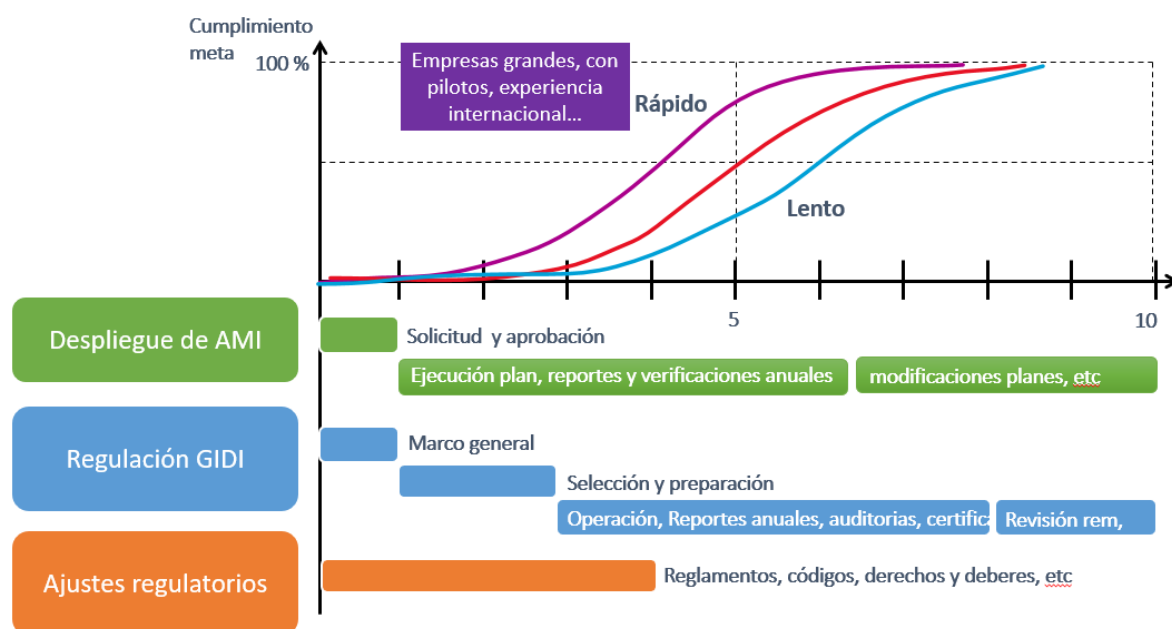 Cumplimiento
meta
100 %
Empresas grandes, con
pilotos, experiencia
internacional...
Rápido
Lento
5
10
Despliegue de AMI
Solicitud y aprobación
Ejecución plan, reportes y verificaciones anuales
modificaciones planes, etc
Regulación GIDI
Marco general
Selección y preparación
Operación, Reportes anuales, auditorias, certifica
Revisión rem,
Ajustes regulatorios
Reglamentos, códigos, derechos y deberes, etc